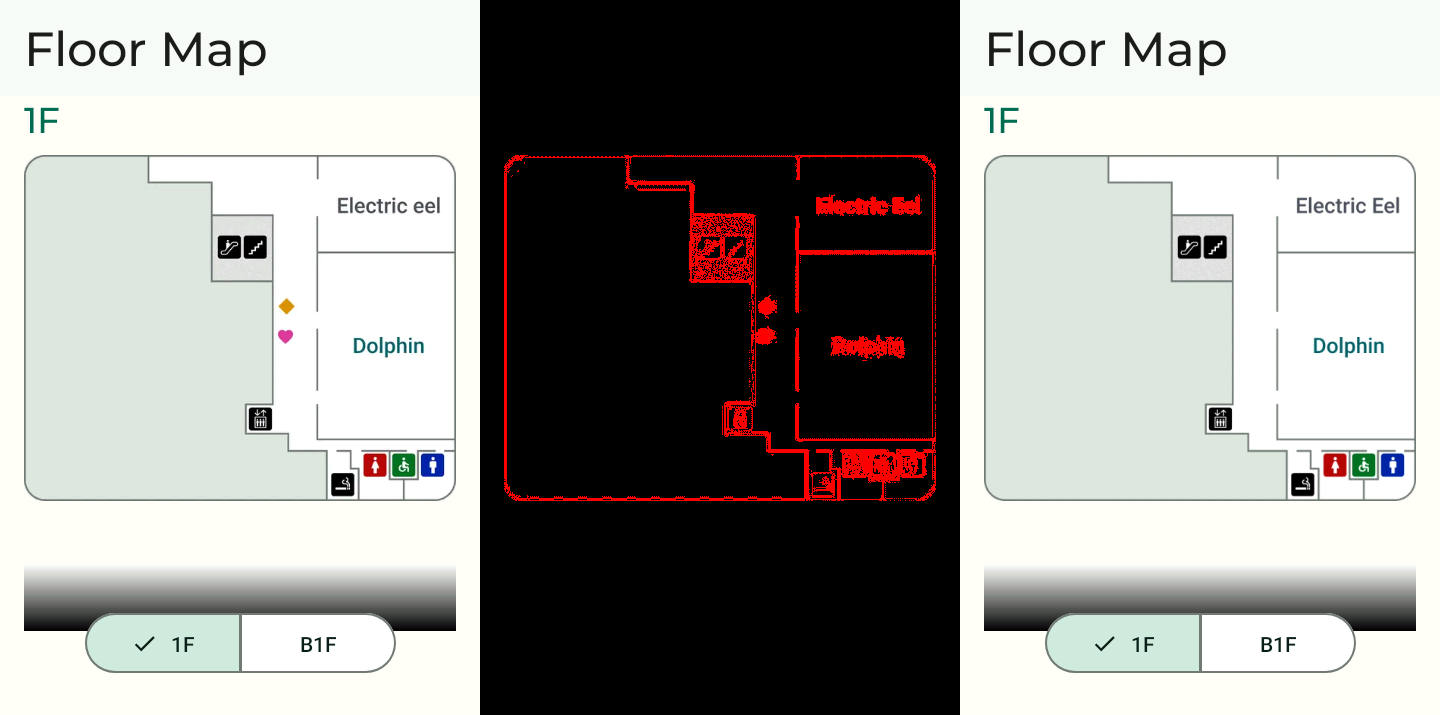 Floor Map
1F
Electric eel
Dolphin
1F
B1F
Electric Eel
Dolphin
Floor Map
1F
Electric Eel
Dolphin
1F
B1F